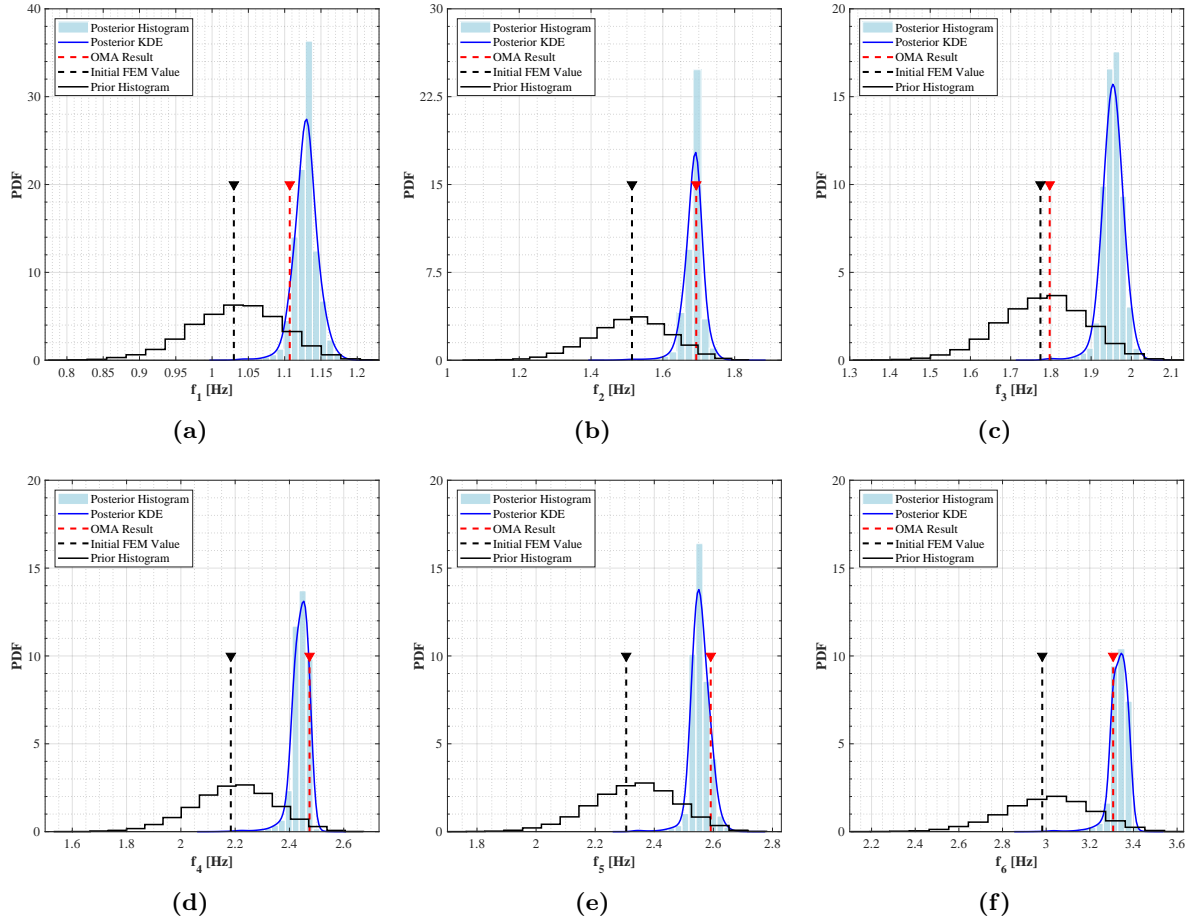 Posterior Histogram
Posterior KDE
OMA Result
Initial FEM Value
Prior Histogram
PDF
40
30
20
10
0
0.8 0.85 0.9 0.95 1 1.05 1.1 1.15 1.2
f1 [Hz]
(a)
Posterior Histogram
Posterior KDE
OMA Result
Initial FEM Value
Prior Histogram
PDF
30
22.5
15
7.5
0
1 1.2 1.4 1.6 1.8
f2 [Hz]
(b)
Posterior Histogram
Posterior KDE
OMA Result
Initial FEM Value
Prior Histogram
PDF
20
15
10
5
0
1.3 1.4 1.5 1.6 1.7 1.8 1.9 2 2.1
f3 [Hz]
(c)
Posterior Histogram
Posterior KDE
OMA Result
Initial FEM Value
Prior Histogram
PDF
20
15
10
5
0
1.6 1.8 2 2.2 2.4 2.6
f4 [Hz]
(d)
Posterior Histogram
Posterior KDE
OMA Result
Initial FEM Value
Prior Histogram
PDF
20
15
10
5
0
1.8 2 2.2 2.4 2.6 2.8
f5 [Hz]
(e)
Posterior Histogram
Posterior KDE
OMA Result
Initial FEM Value
Prior Histogram
PDF
20
15
10
5
0
2.2 2.4 2.6 2.8 3 3.2 3.4 3.6
f6 [Hz]
(f)